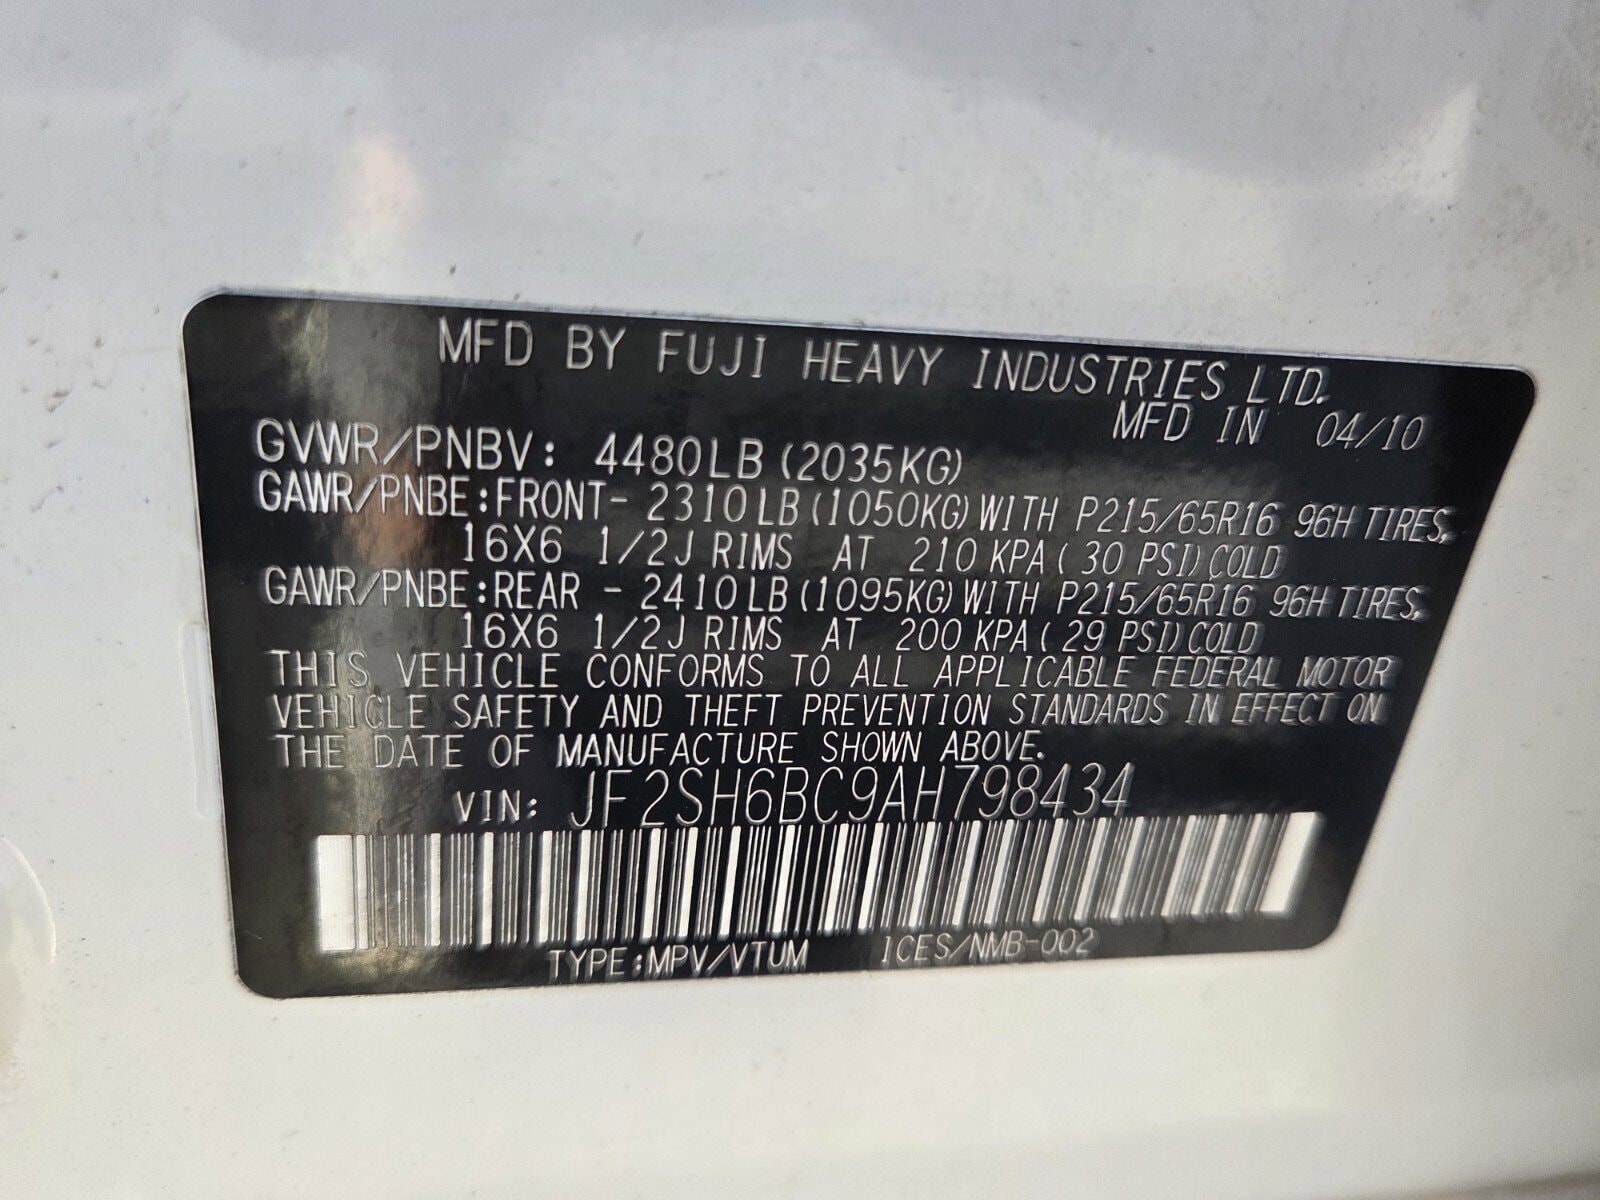 MFD BY FUJI HEAVY INDUSTRIES LTD.
MFD IN 04/10
GVWR/PNBV: 4480LB (2035KG)
GAWR/PNBE:FRONT- 2310LB(1050KG)WITH P215/65R16 96H TIRES,
16X6 1/2J RIMS AT 210 KPA( 30 PSI)COLD
GAWR/PNBE:REAR - 2410LB(1095KG)WITH P215/65R16 96H TIRES,
16X6 1/2J RIMS AT 200 KPA( 29 PSI)COLD
THIS VEHICLE CONFORMS TO ALL APPLICABLE FEDERAL MOTOR
VEHICLE SAFETY AND THEFT PREVENTION STANDARDS IN EFFECT ON
THE DATE OF MANUFACTURE SHOWN ABOVE.
VIN: JF2SH6BC9AH798434
TYPE:MPV/VTUM ICES/NMB-002